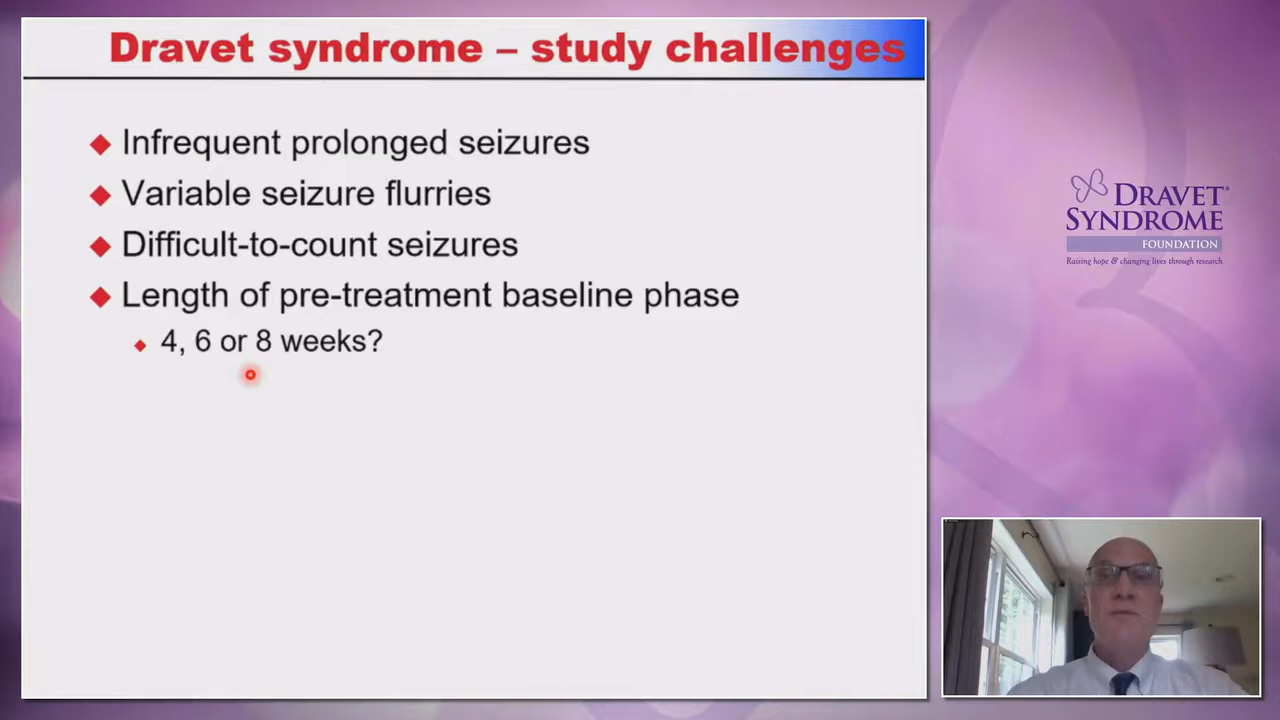 Dravet syndrome – study challenges
Infrequent prolonged seizures
Variable seizure flurries
Difficult-to-count seizures
Length of pre-treatment baseline phase
4, 6 or 8 weeks?
DRAVET®
SYNDROME
FOUNDATION
Raising hope & changing lives through research